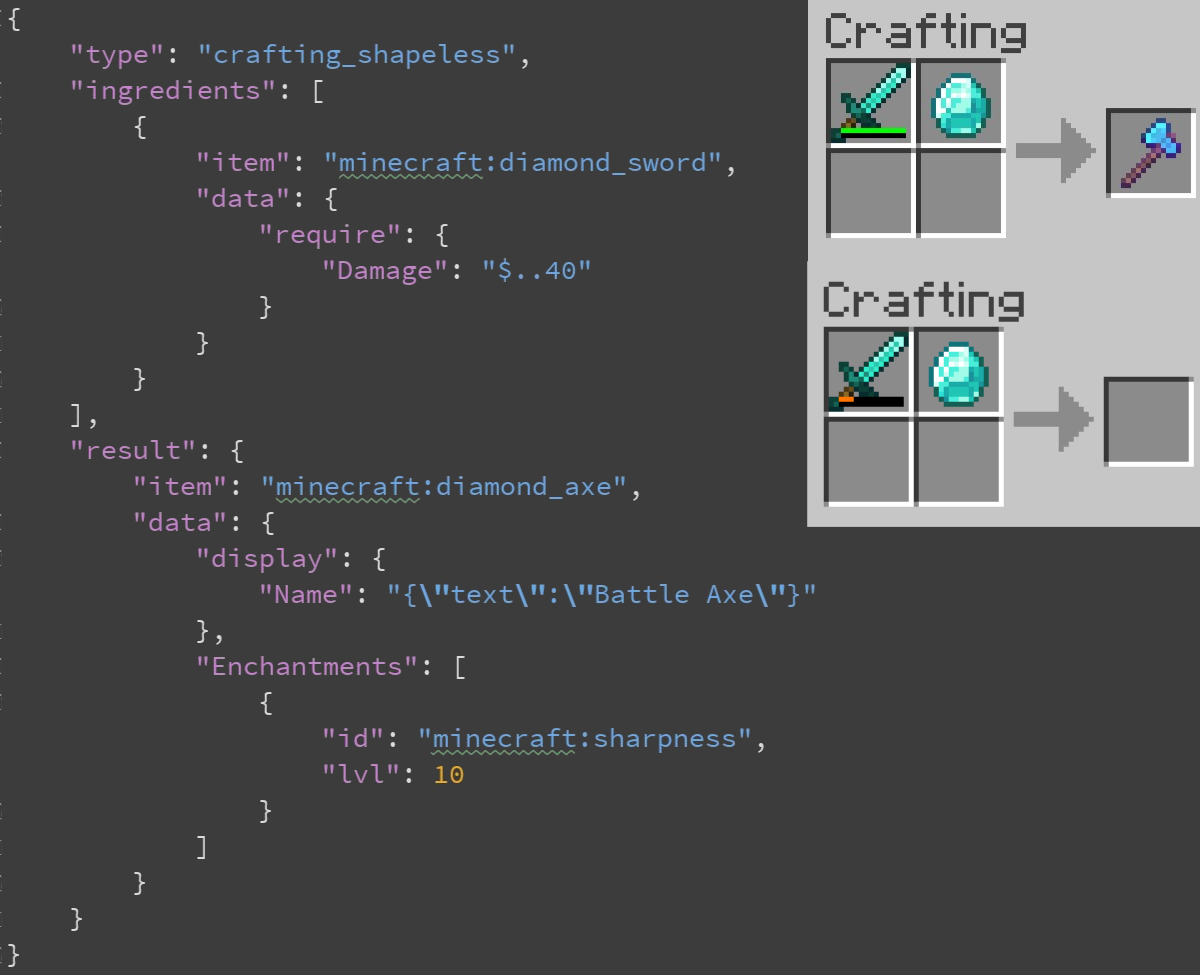 {
    "type": "crafting_shapeless",
    "ingredients": [
        {
            "item": "minecraft:diamond_sword",
            "data": {
                "require": {
                    "Damage": "$..40"
                }
            }
        }
    ],
    "result": {
        "item": "minecraft:diamond_axe",
        "data": {
            "display": {
                "Name": "{\"text\":\"Battle Axe\"}"
            },
            "Enchantments": [
                {
                    "id": "minecraft:sharpness",
                    "lvl": 10
                }
            ]
        }
    }
}
Crafting
Crafting